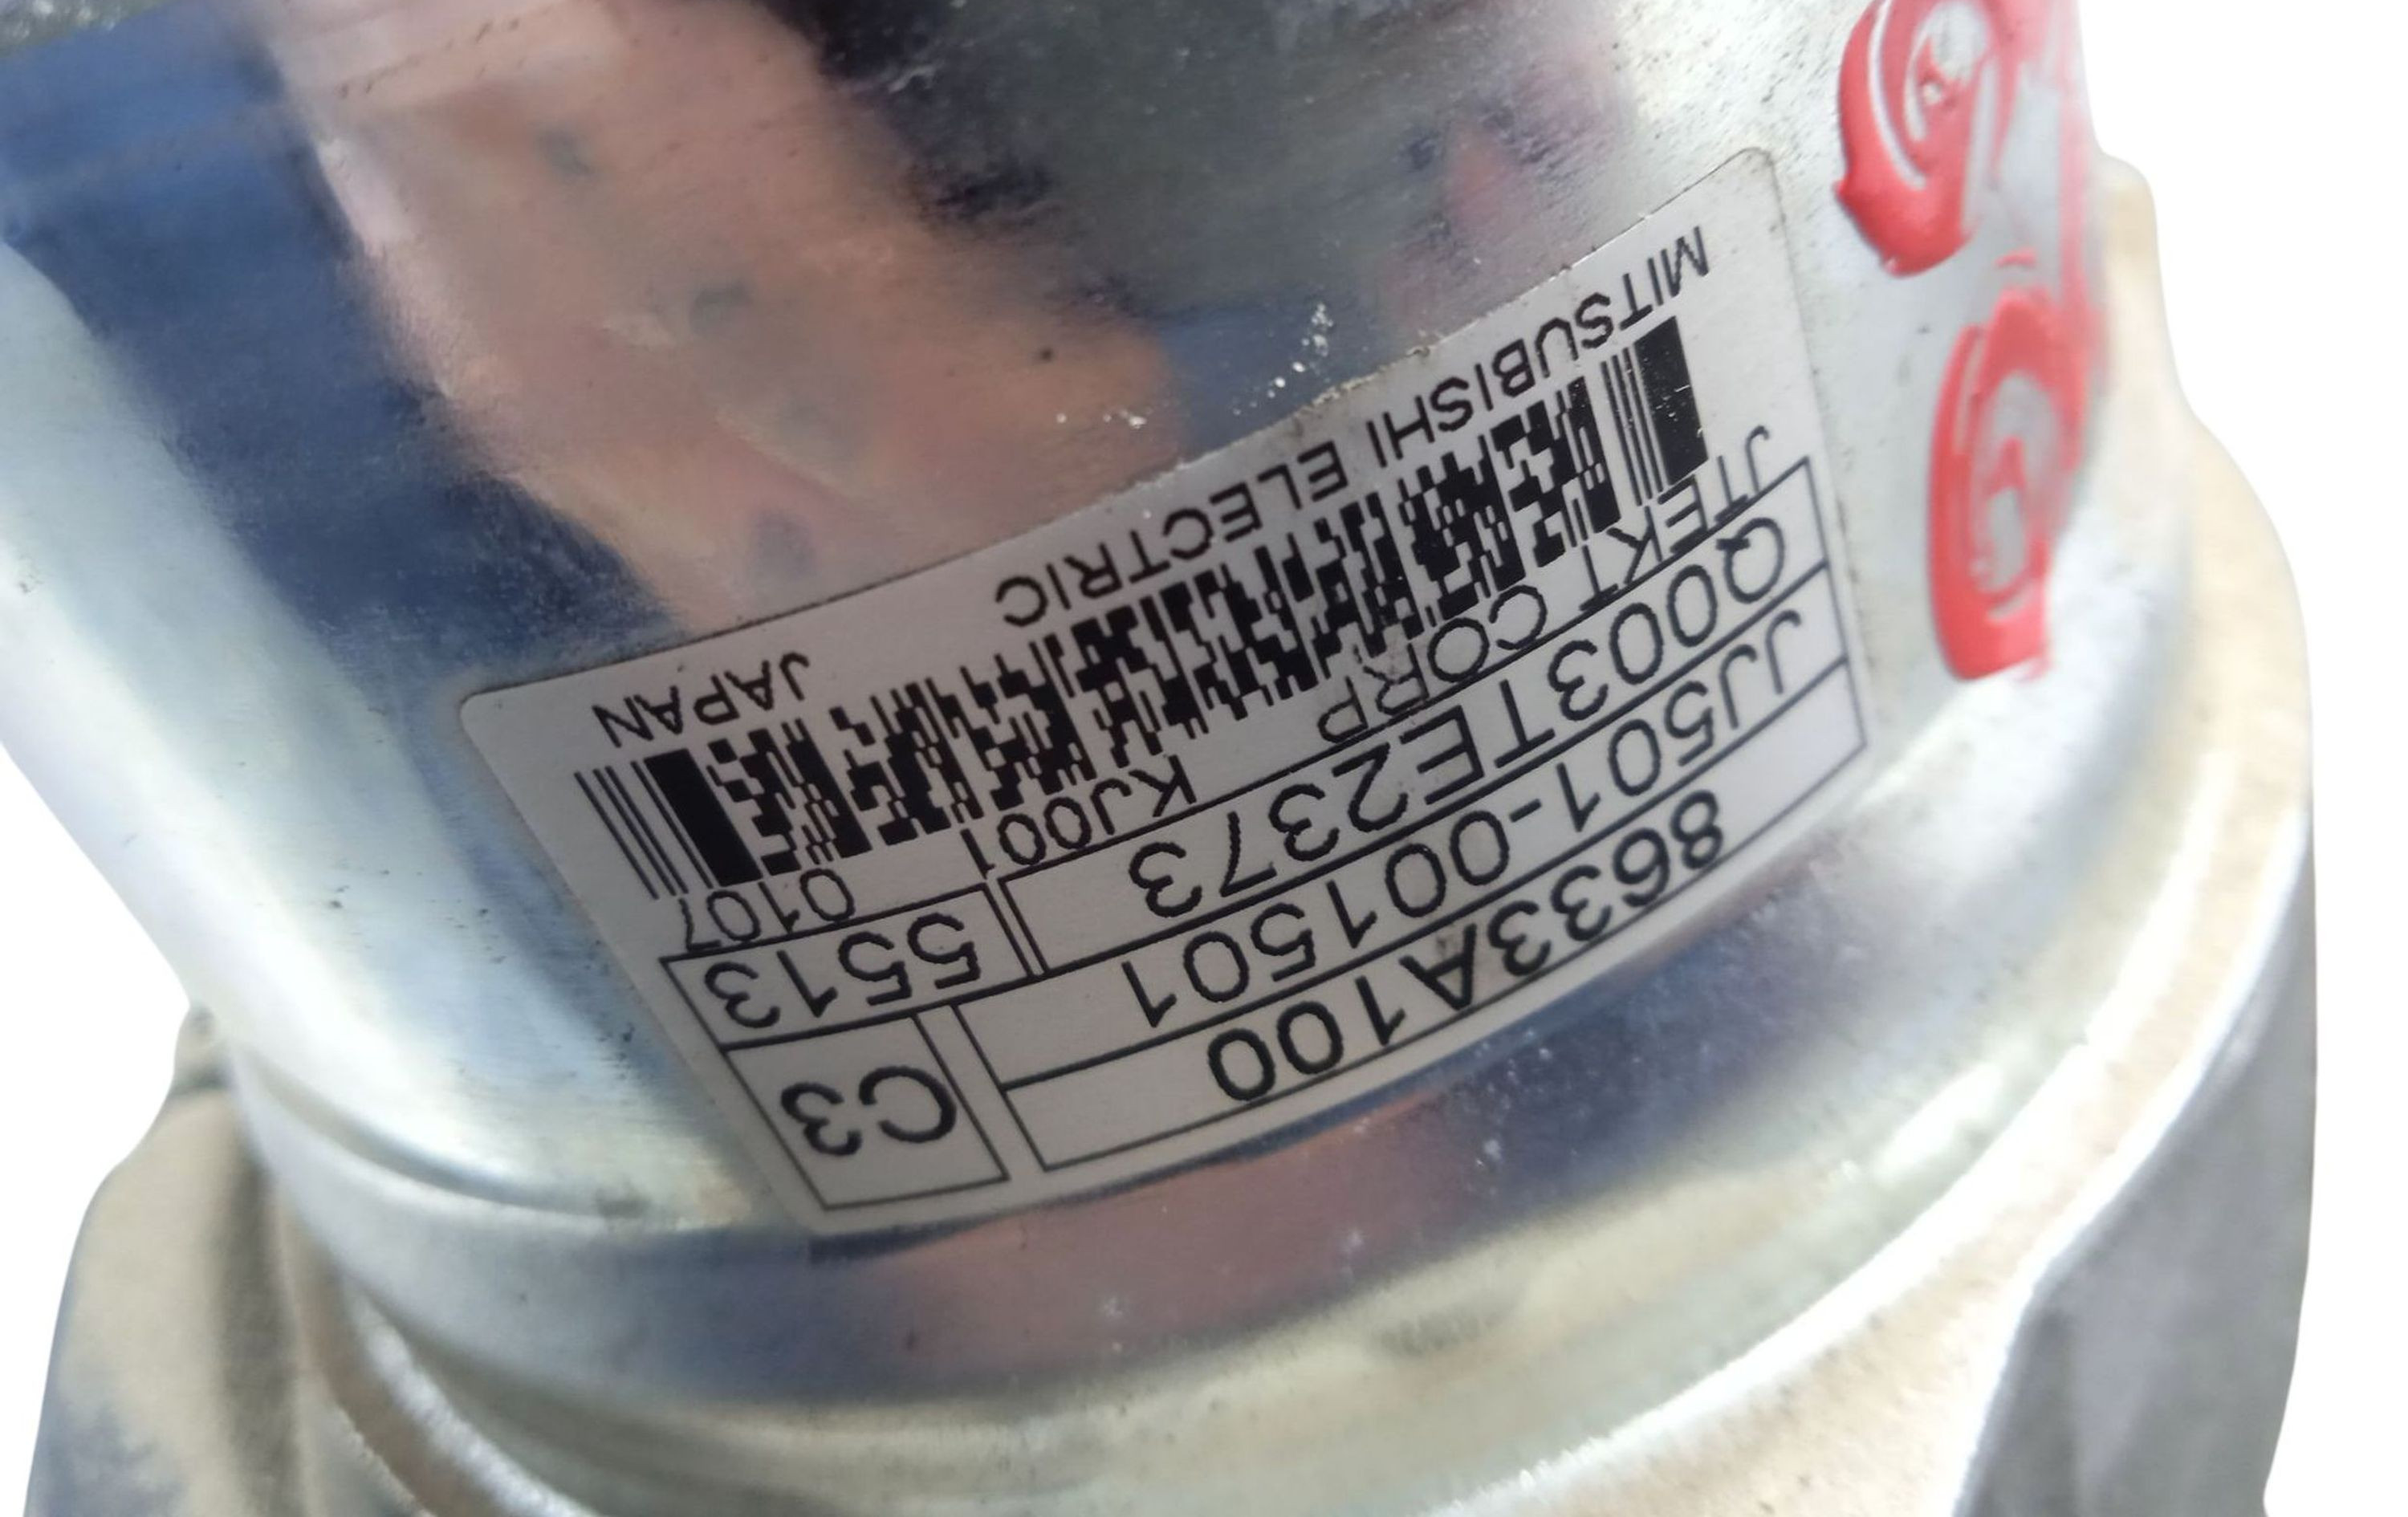 8633A100 C3
JJ501-001501
Q003TE2373 5513
JTEKT CORP KJ001 0107
MITSUBISHI ELECTRIC JAPAN